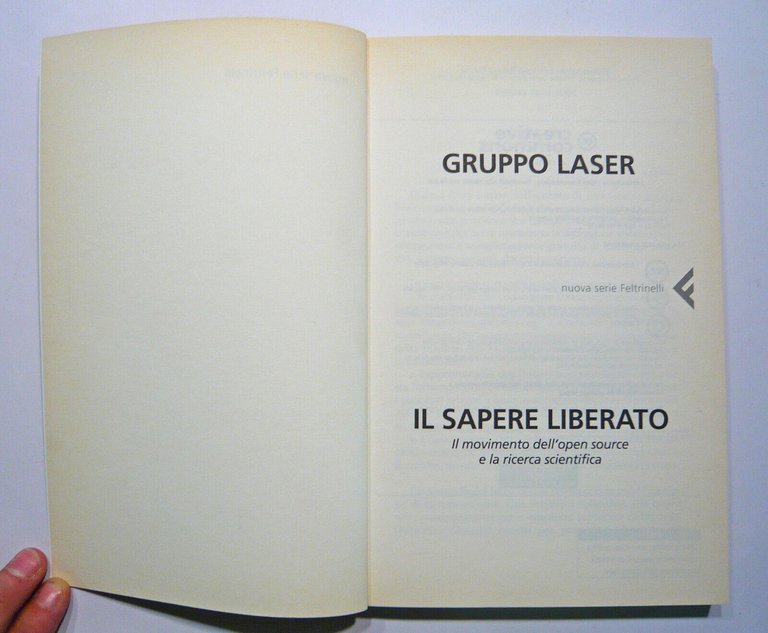 GRUPPO LASER
nuova serie Feltrinelli
IL SAPERE LIBERATO
Il movimento dell'open source
e la ricerca scientifica